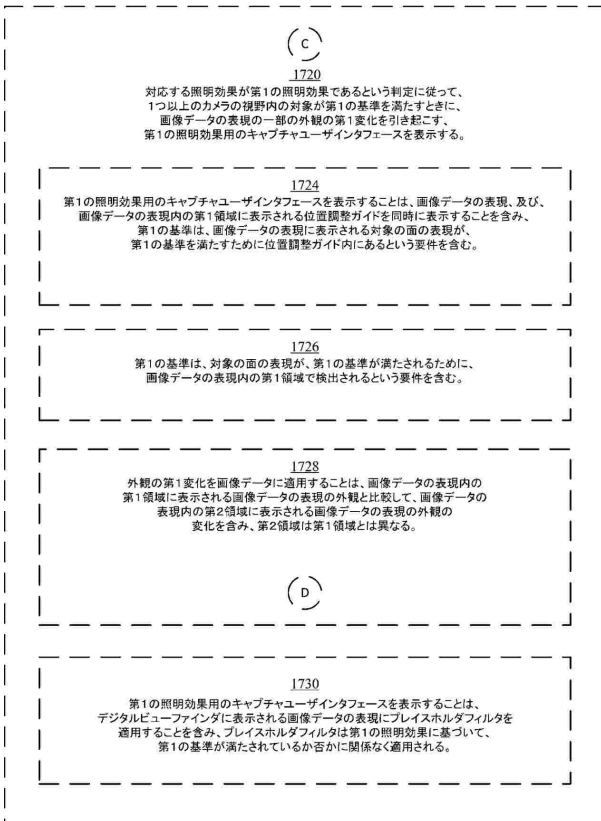 C
1720
対応する照明効果が第1の照明効果であるという判定に従って、
1つ以上のカメラの視野内の対象が第1の基準を満たすときに、
画像データの表現の一部の外観の第1変化を引き起こす、
第1の照明効果用のキャプチャユーザインタフェースを表示する。
1724
第1の照明効果用のキャプチャユーザインタフェースを表示することは、画像データの表現、及び、
画像データの表現内の第1領域に表示される位置調整ガイドを同時に表示することを含み、
第1の基準は、画像データの表現に表示される対象の面の表現が、
第1の基準を満たすために位置調整ガイド内にあるという要件を含む。
1726
第1の基準は、対象の面の表現が、第1の基準が満たされるために、
画像データの表現内の第1領域で検出されるという要件を含む。
1728
外観の第1変化を画像データに適用することは、画像データの表現内の
第1領域に表示される画像データの表現の外観と比較して、画像データの
表現内の第2領域に表示される画像データの表現の外観の
変化を含み、第2領域は第1領域とは異なる。
D
1730
第1の照明効果用のキャプチャユーザインタフェースを表示することは、
デジタルビューファインダに表示される画像データの表現にプレイスホルダフィルタを
適用することを含み、プレイスホルダフィルタは第1の照明効果に基づいて、
第1の基準が満たされているか否かに関係なく適用される。